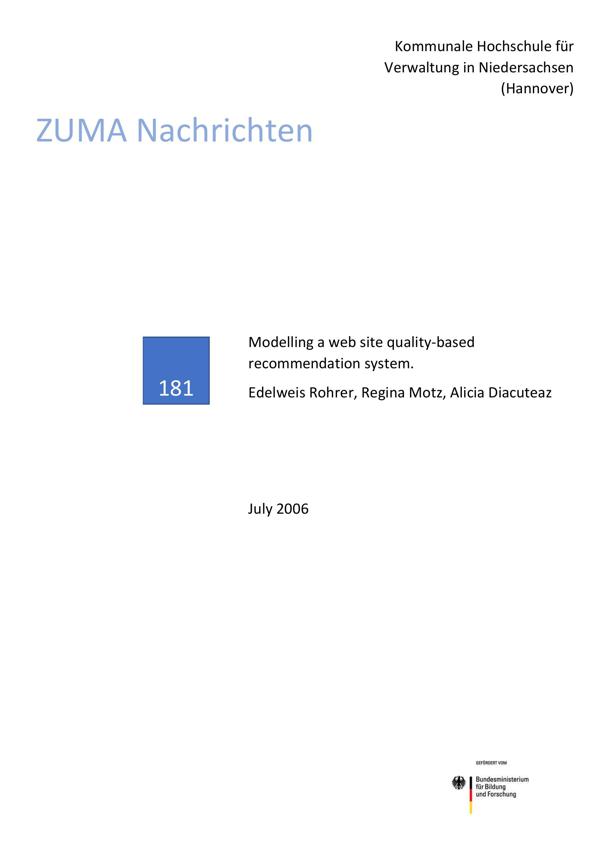 Kommunale Hochschule für
Verwaltung in Niedersachsen
(Hannover)
ZUMA Nachrichten
181
Modelling a web site quality-based
recommendation system.
Edelweis Rohrer, Regina Motz, Alicia Diacuteaz
July 2006
GEFÖRDERT VOM
Bundesministerium
für Bildung
und Forschung